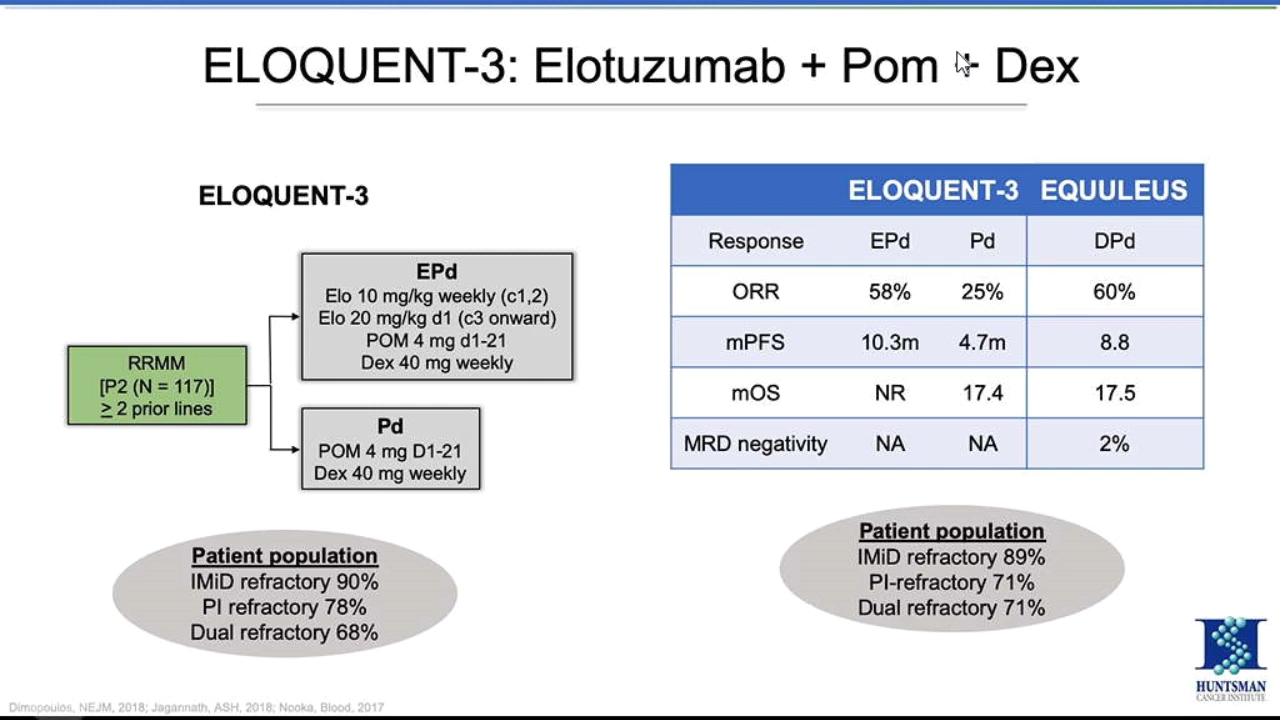 ELOQUENT-3: Elotuzumab + Pom + Dex
ELOQUENT-3
RRMM
[P2 (N = 117)]
≥ 2 prior lines
EPd
Elo 10 mg/kg weekly (c1,2)
Elo 20 mg/kg d1 (c3 onward)
POM 4 mg d1-21
Dex 40 mg weekly
Pd
POM 4 mg D1-21
Dex 40 mg weekly
Patient population
IMiD refractory 90%
PI refractory 78%
Dual refractory 68%
ELOQUENT-3 EQUULEUS
Response EPd Pd DPd
ORR 58% 25% 60%
mPFS 10.3m 4.7m 8.8
mOS NR 17.4 17.5
MRD negativity NA NA 2%
Patient population
IMiD refractory 89%
PI-refractory 71%
Dual refractory 71%
HUNTSMAN
CANCER INSTITUTE
Dimopoulos, NEJM, 2018; Jagannath, ASH, 2018; Nooka, Blood, 2017